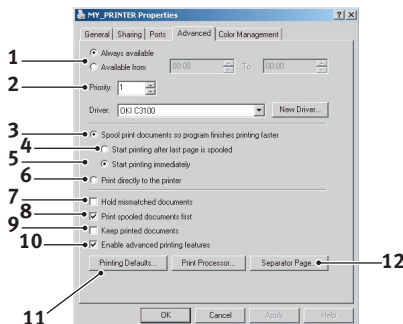 MY_PRINTER Properties
General Sharing Ports Advanced Color Management
1 Always available
Available from 00:00 To 00:00
2 Priority: 1
Driver: OKI C3100 New Driver...
3 Spool print documents so program finishes printing faster
4 Start printing after last page is spooled
5 Start printing immediately
6 Print directly to the printer
7 Hold mismatched documents
8 Print spooled documents first
9 Keep printed documents
10 Enable advanced printing features
Printing Defaults... Print Processor... Separator Page... 12
11
OK Cancel Apply Help